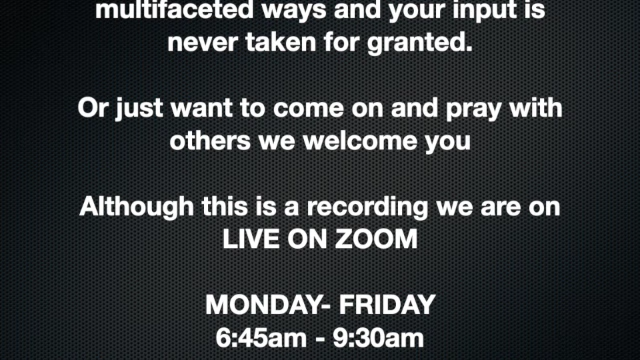 multifaceted ways and your input is
never taken for granted.
Or just want to come on and pray with
others we welcome you
Although this is a recording we are on
LIVE ON ZOOM
MONDAY- FRIDAY
6:45am - 9:30am